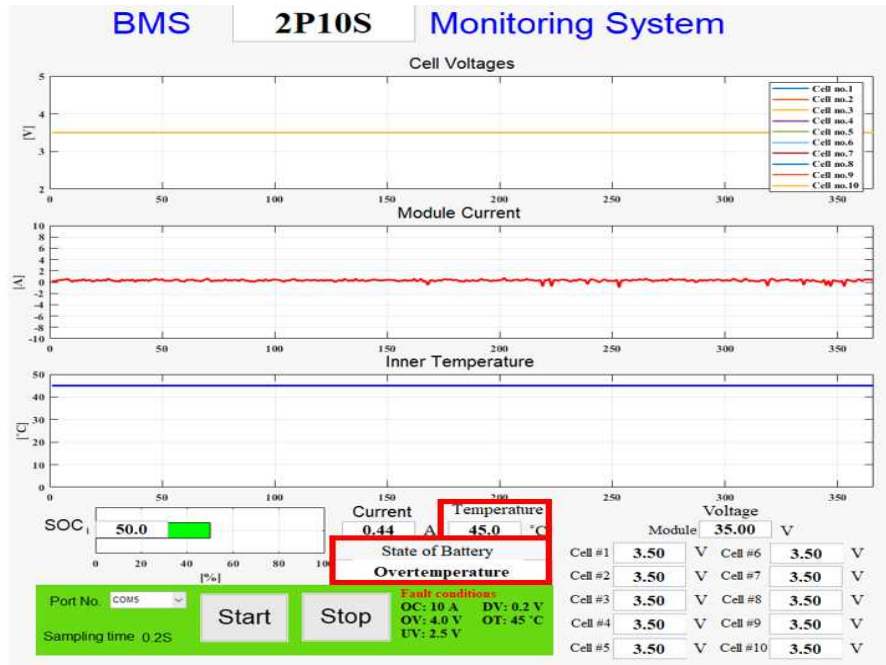 BMS 2P10S Monitoring System
Cell Voltages
5
4
3
2
[V]
0 50 100 150 200 250 300 350
Cell no.1
Cell no.2
Cell no.3
Cell no.4
Cell no.5
Cell no.6
Cell no.7
Cell no.8
Cell no.9
Cell no.10
Module Current
10
8
6
4
2
0
-2
-4
-6
-8
-10
[A]
0 50 100 150 200 250 300 350
Inner Temperature
50
40
30
20
10
0
[°C]
0 50 100 150 200 250 300 350
SOC
50.0
0 20 40 60 80 10
[%]
Current
0.44 A
Temperature
45.0 °C
State of Battery
Overtemperature
Voltage
Module 35.00 V
Cell #1 3.50 V Cell #6 3.50 V
Cell #2 3.50 V Cell #7 3.50 V
Cell #3 3.50 V Cell #8 3.50 V
Cell #4 3.50 V Cell #9 3.50 V
Cell #5 3.50 V Cell #10 3.50 V
Port No. COM5
Sampling time 0.2S
Start
Stop
Fault conditions
OC: 10 A DV: 0.2 V
OV: 4.0 V OT: 45 °C
UV: 2.5 V